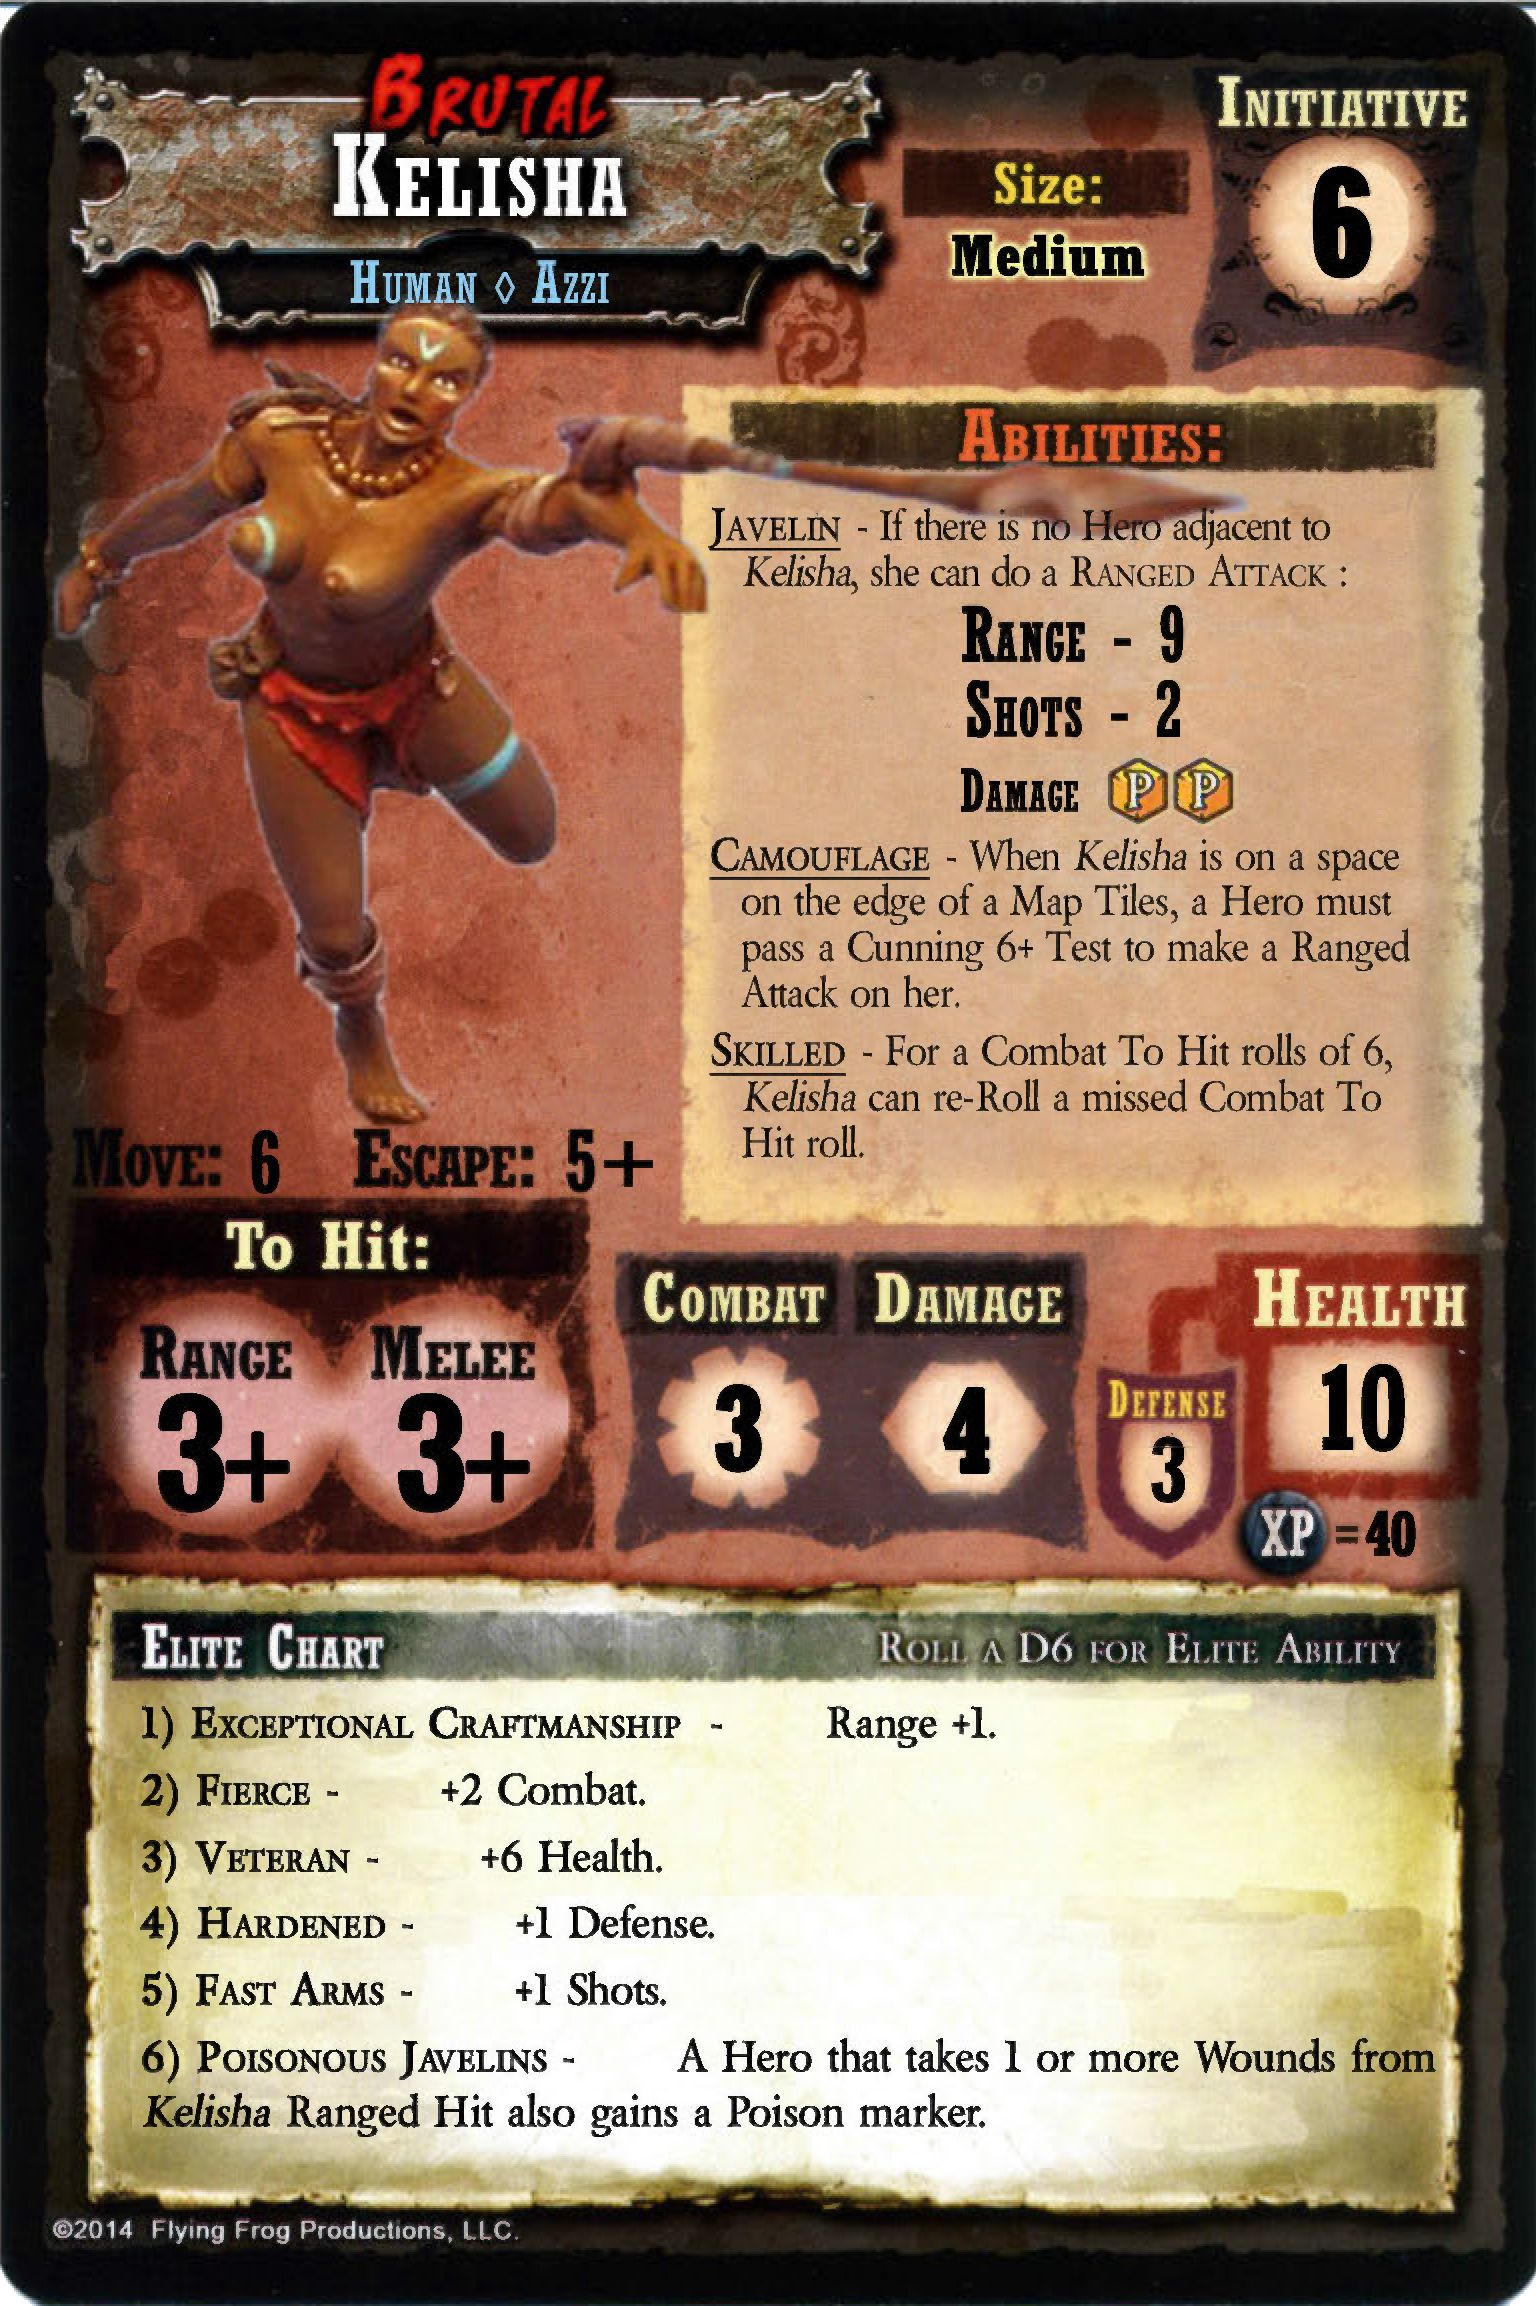 BRUTAL
KELISHA
HUMAN ◊ AZZI
Size:
Medium
INITIATIVE
6
ABILITIES:
JAVELIN - If there is no Hero adjacent to
Kelisha, she can do a RANGED ATTACK :
RANGE - 9
SHOTS - 2
DAMAGE P P
CAMOUFLAGE - When Kelisha is on a space
on the edge of a Map Tiles, a Hero must
pass a Cunning 6+ Test to make a Ranged
Attack on her.
SKILLED - For a Combat To Hit rolls of 6,
Kelisha can re-Roll a missed Combat To
Hit roll.
MOVE: 6 ESCAPE: 5+
To Hit:
RANGE
3+
MELEE
3+
COMBAT
3
DAMAGE
4
DEFENSE
3
HEALTH
10
XP =40
ELITE CHART ROLL A D6 FOR ELITE ABILITY
1) EXCEPTIONAL CRAFTMANSHIP - Range +1.
2) FIERCE - +2 Combat.
3) VETERAN - +6 Health.
4) HARDENED - +1 Defense.
5) FAST ARMS - +1 Shots.
6) POISONOUS JAVELINS - A Hero that takes 1 or more Wounds from
Kelisha Ranged Hit also gains a Poison marker.
©2014 Flying Frog Productions, LLC.